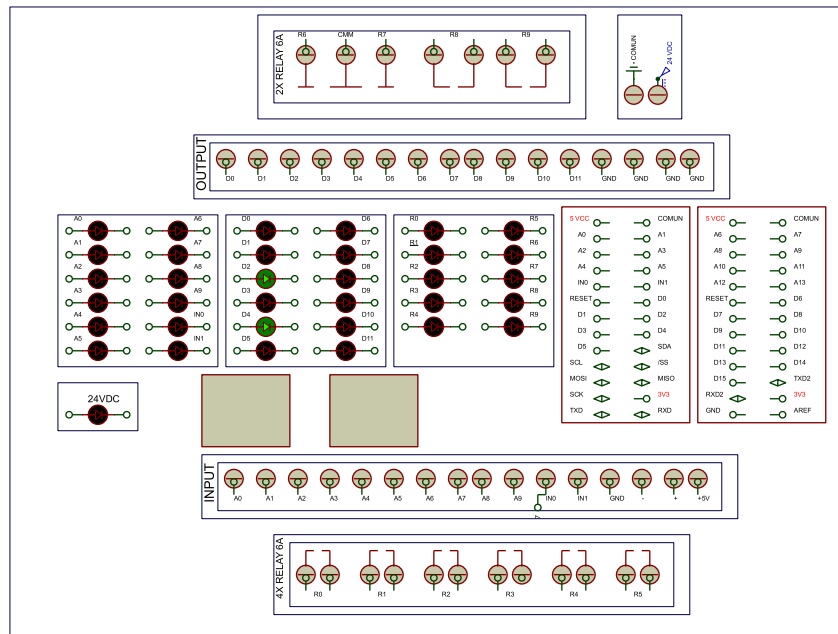 R6 CMM R7 R8 R9
2X RELAY 6A
- COMUN
24 VDC
OUTPUT
D0 D1 D2 D3 D4 D5 D6 D7 D8 D9 D10 D11 GND GND GND GND
A0 A6
A1 A7
A2 A8
A3 A9
A4 IN0
A5 IN1
D0 D6
D1 D7
D2 D8
D3 D9
D4 D10
D5 D11
R0 R5
R1 R6
R2 R7
R3 R8
R4 R9
5 VCC COMUN
A0 A1
A2 A3
A4 A5
IN0 IN1
RESET D0
D1 D2
D3 D4
D5 SDA
SCL /SS
MOSI MISO
SCK 3V3
TXD RXD
5 VCC COMUN
A6 A7
A8 A9
A10 A11
A12 A13
RESET D6
D7 D8
D9 D10
D11 D12
D13 D14
D15 TXD2
RXD2 3V3
GND AREF
24VDC
INPUT
A0 A1 A2 A3 A4 A5 A6 A7 A8 A9 IN0 IN1 GND - + +5V
4X RELAY 6A
R0 R1 R2 R3 R4 R5